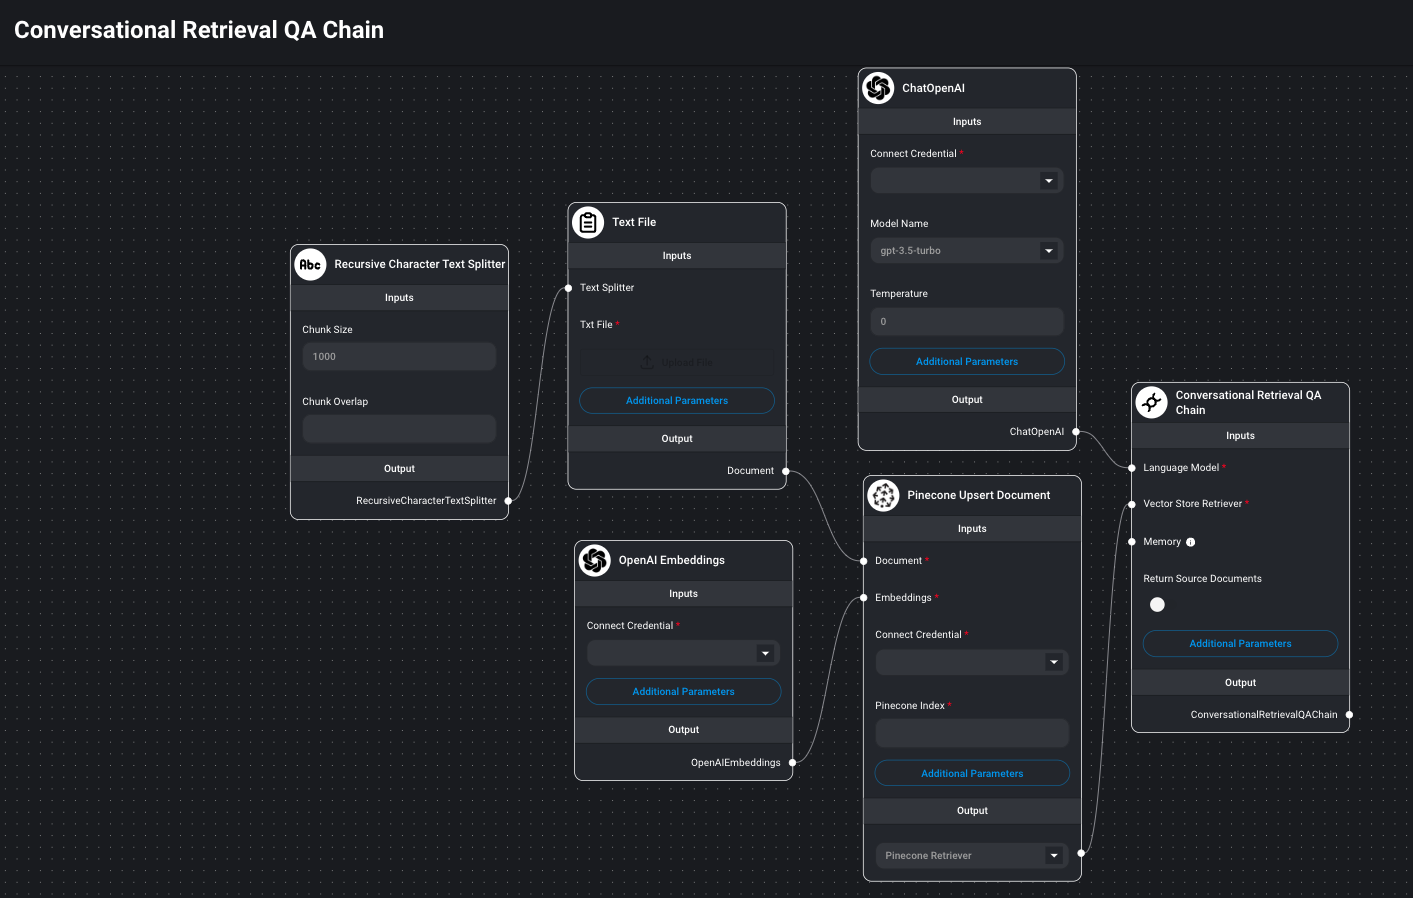 Conversational Retrieval QA Chain
Abc
Recursive Character Text Splitter
Inputs
Chunk Size
1000
Chunk Overlap
Output
RecursiveCharacterTextSplitter
Text File
Inputs
Text Splitter
Txt File *
Upload File
Additional Parameters
Output
Document
OpenAI Embeddings
Inputs
Connect Credential *
Additional Parameters
Output
OpenAIEmbeddings
ChatOpenAI
Inputs
Connect Credential *
Model Name
gpt-3.5-turbo
Temperature
0
Additional Parameters
Output
ChatOpenAI
Pinecone Upsert Document
Inputs
Document *
Embeddings *
Connect Credential *
Pinecone Index *
Additional Parameters
Output
Pinecone Retriever
Conversational Retrieval QA
Chain
Inputs
Language Model *
Vector Store Retriever *
Memory
Return Source Documents
Additional Parameters
Output
ConversationalRetrievalQAChain